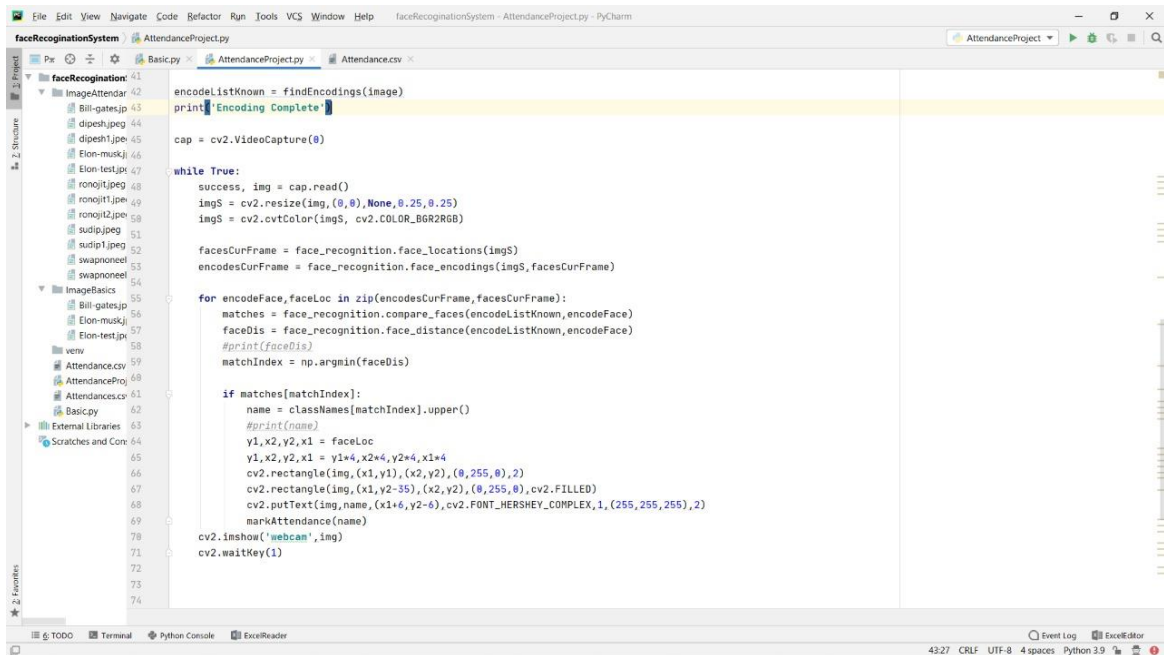 File Edit View Navigate Code Refactor Run Tools VCS Window Help faceRecoginationSystem - AttendanceProject.py - PyCharm
faceRecoginationSystem AttendanceProject.py AttendanceProject
1: Project
Basic.py AttendanceProject.py Attendance.csv
faceRecogination
ImageAttendar
Bill-gates.jp
dipesh.jpeg
dipesh1.jpe
Elon-musk.j
Elon-test.jpe
ronojit.jpeg
ronojit1.jpe
ronojit2.jpe
sudip.jpeg
sudip1.jpeg
swapnoneel
swapnoneel
ImageBasics
Bill-gates.jp
Elon-musk.j
Elon-test.jpe
venv
Attendance.csv
AttendanceProj
Attendances.csv
Basic.py
External Libraries
Scratches and Con
Z: Structure
2: Favorites
41
42 encodeListKnown = findEncodings(image)
43 print('Encoding Complete')
44
45 cap = cv2.VideoCapture(0)
46
47 while True:
48 success, img = cap.read()
49 imgS = cv2.resize(img,(0,0),None,0.25,0.25)
50 imgS = cv2.cvtColor(imgS, cv2.COLOR_BGR2RGB)
51
52 facesCurFrame = face_recognition.face_locations(imgS)
53 encodesCurFrame = face_recognition.face_encodings(imgS,facesCurFrame)
54
55 for encodeFace,faceLoc in zip(encodesCurFrame,facesCurFrame):
56 matches = face_recognition.compare_faces(encodeListKnown,encodeFace)
57 faceDis = face_recognition.face_distance(encodeListKnown,encodeFace)
58 #print(faceDis)
59 matchIndex = np.argmin(faceDis)
60
61 if matches[matchIndex]:
62 name = classNames[matchIndex].upper()
63 #print(name)
64 y1,x2,y2,x1 = faceLoc
65 y1,x2,y2,x1 = y1*4,x2*4,y2*4,x1*4
66 cv2.rectangle(img,(x1,y1),(x2,y2),(0,255,0),2)
67 cv2.rectangle(img,(x1,y2-35),(x2,y2),(0,255,0),cv2.FILLED)
68 cv2.putText(img,name,(x1+6,y2-6),cv2.FONT_HERSHEY_COMPLEX,1,(255,255,255),2)
69 markAttendance(name)
70 cv2.imshow('webcam',img)
71 cv2.waitKey(1)
72
73
74
6: TODO Terminal Python Console ExcelReader Event Log ExcelEditor
43:27 CRLF UTF-8 4 spaces Python 3.9